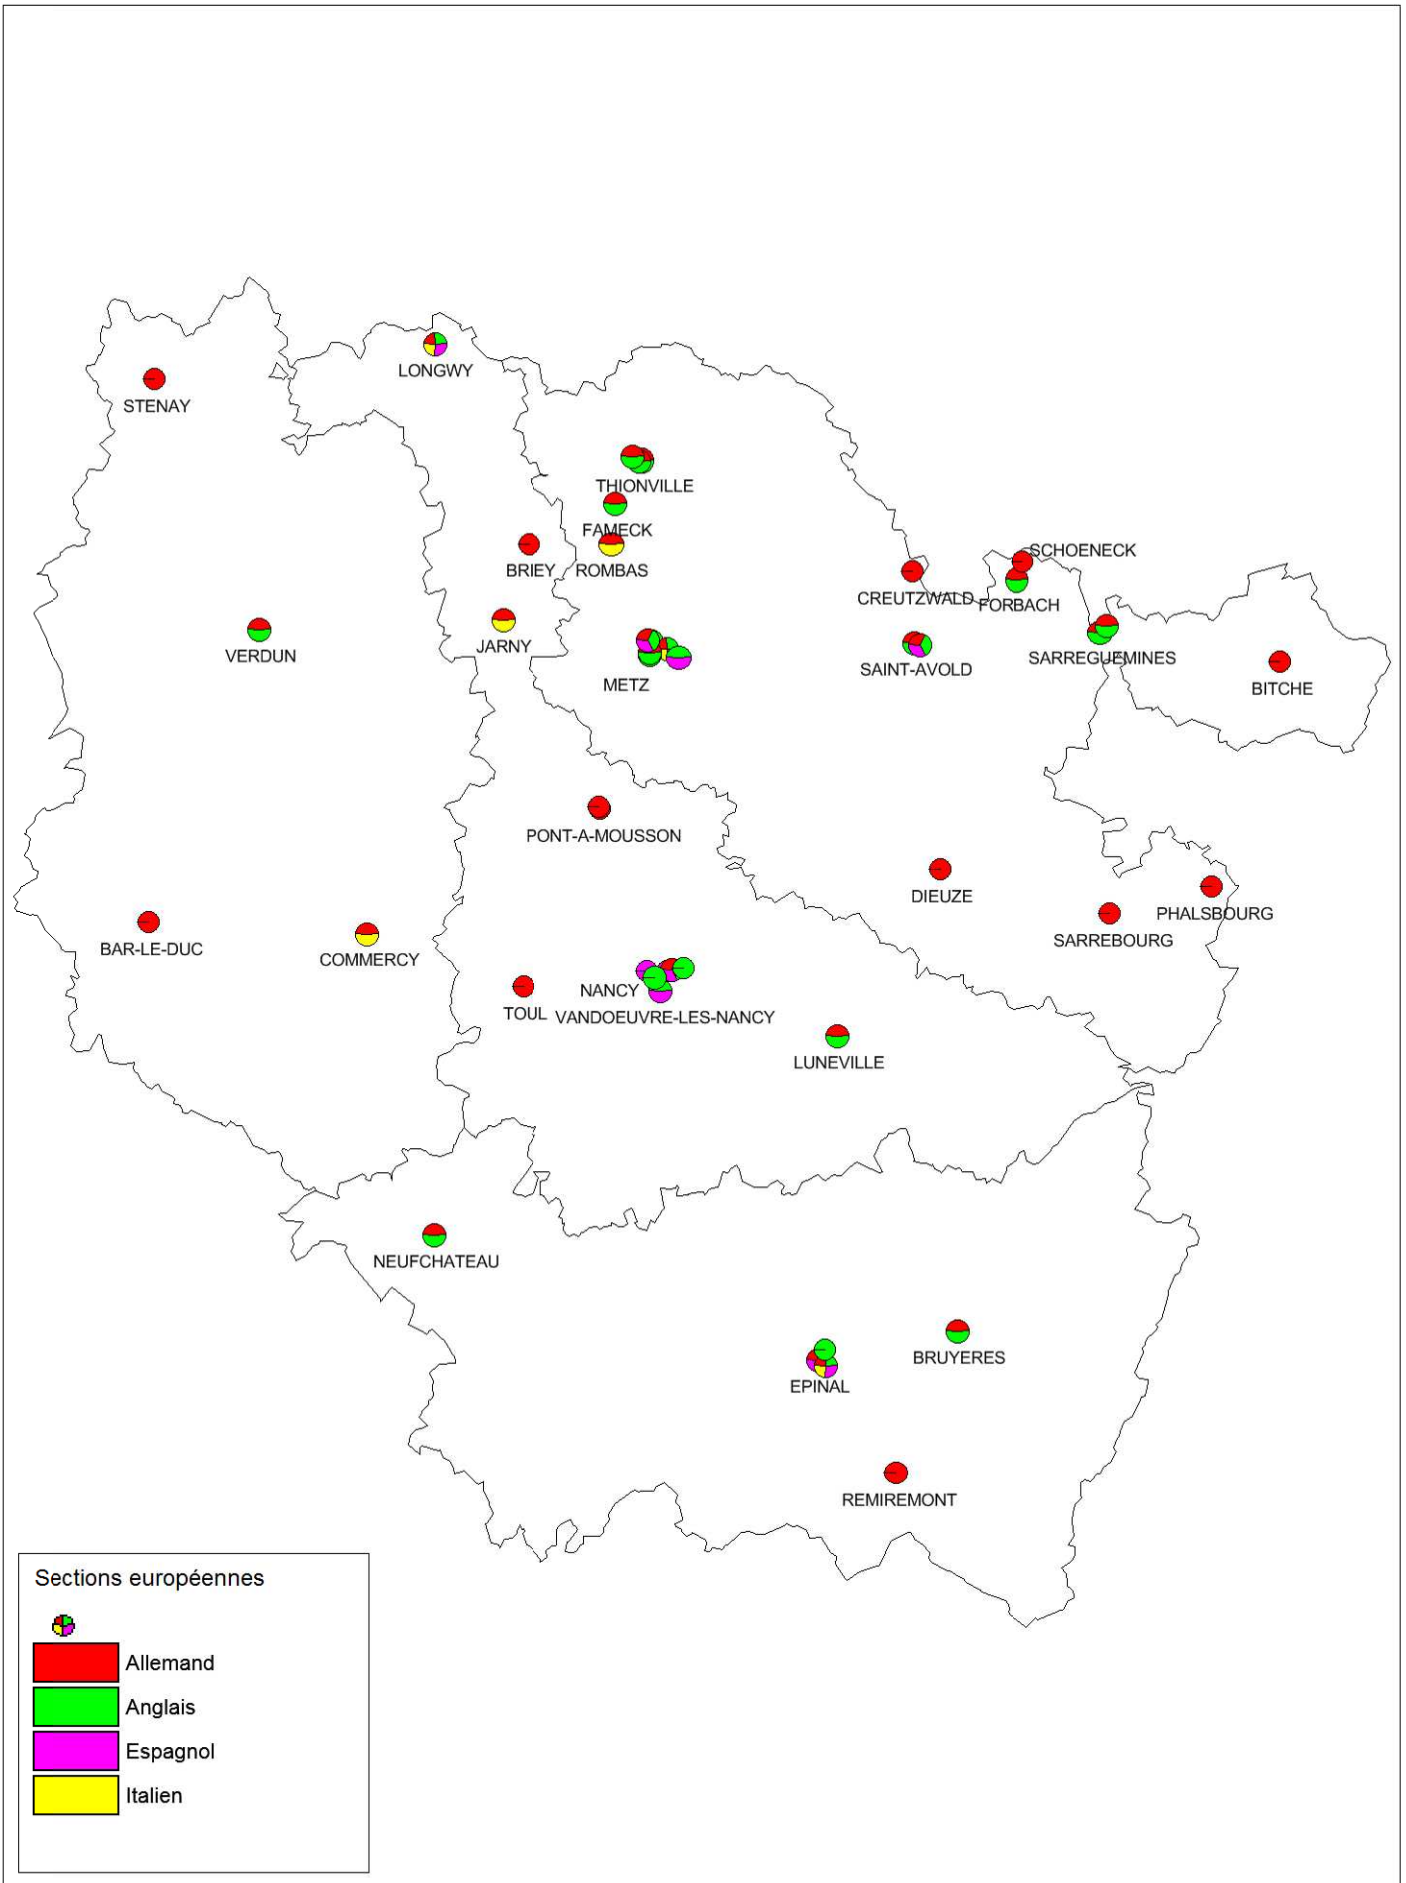 LONGWY
STENAY
THIONVILLE
FAMECK
BRIEY
ROMBAS
SCHOENECK
CREUTZWALD
FORBACH
JARNY
VERDUN
METZ
SAINT-AVOLD
SARREGUEMINES
BITCHE
PONT-A-MOUSSON
DIEUZE
PHALSBOURG
SARREBOURG
BAR-LE-DUC
COMMERCY
NANCY
TOUL
VANDOEUVRE-LES-NANCY
LUNEVILLE
NEUFCHATEAU
BRUYERES
EPINAL
REMIREMONT
Sections européennes
Allemand
Anglais
Espagnol
Italien